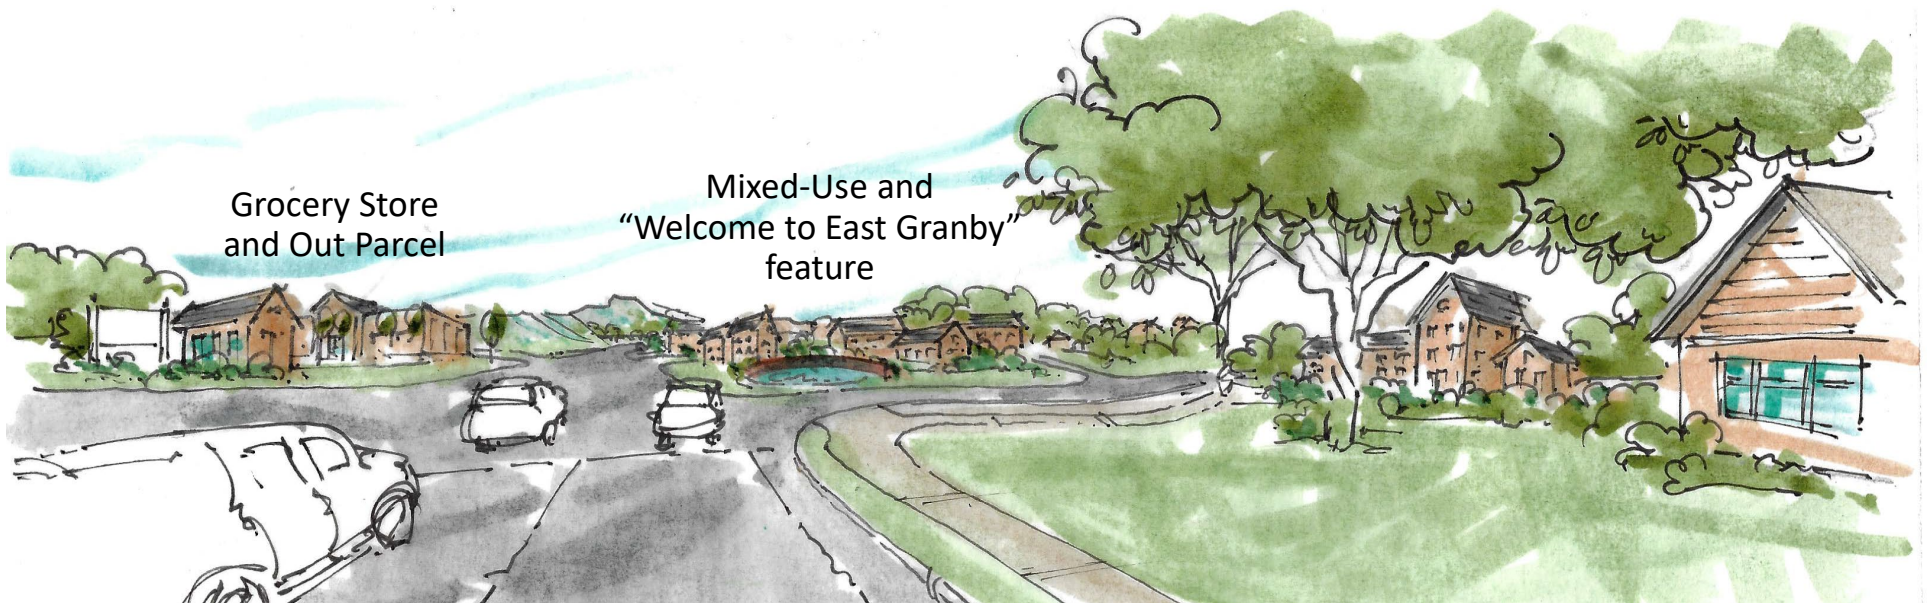 Grocery Store
and Out Parcel
Mixed-Use and
“Welcome to East Granby”
feature